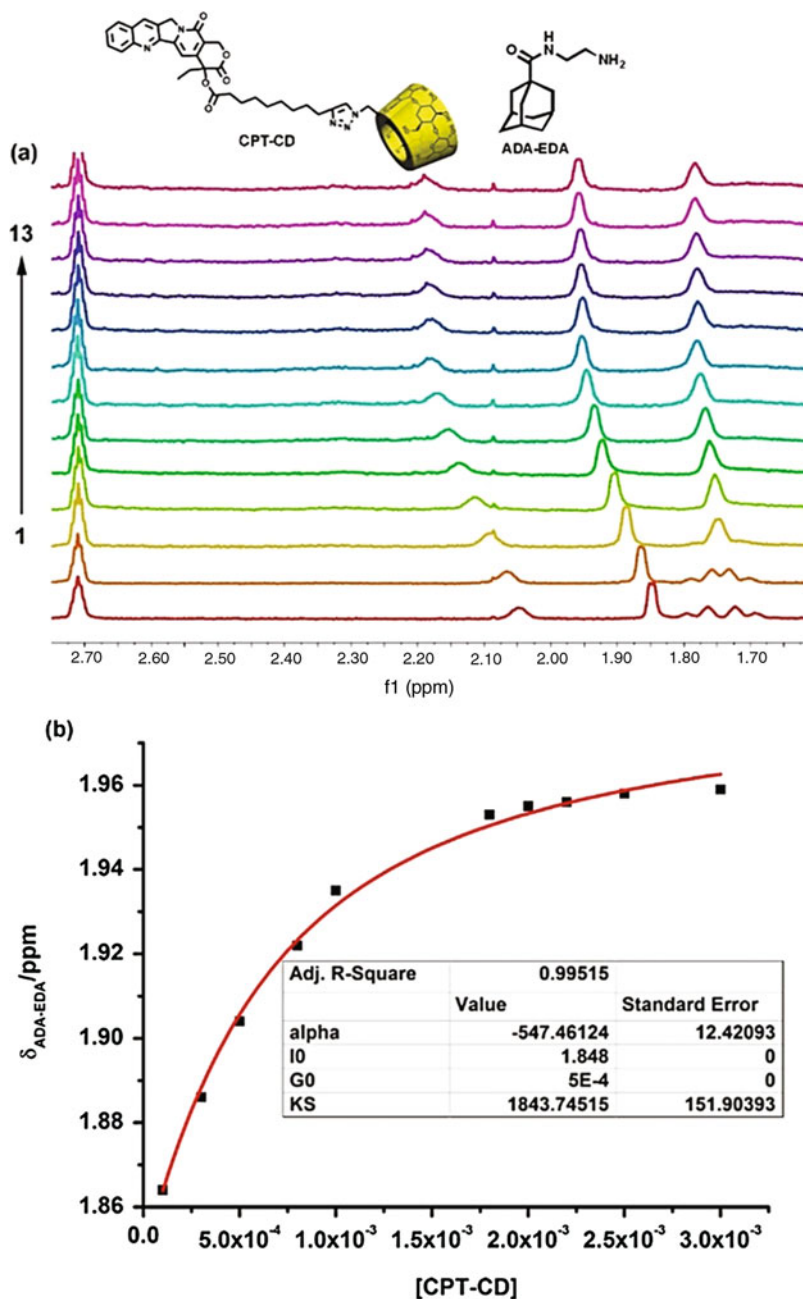 O
N
N
O
O
O
O
N
N=N
CPT-CD
O
H
N
NH2
ADA-EDA
(a)
13
1
2.70 2.60 2.50 2.40 2.30 2.20 2.10 2.00 1.90 1.80 1.70
f1 (ppm)
(b)
1.96
1.94
1.92
1.90
1.88
1.86
δADA-EDA/ppm
Adj. R-Square 0.99515
Value Standard Error
alpha -547.46124 12.42093
I0 1.848 0
G0 5E-4 0
KS 1843.74515 151.90393
0.0 5.0x10-4 1.0x10-3 1.5x10-3 2.0x10-3 2.5x10-3 3.0x10-3
[CPT-CD]